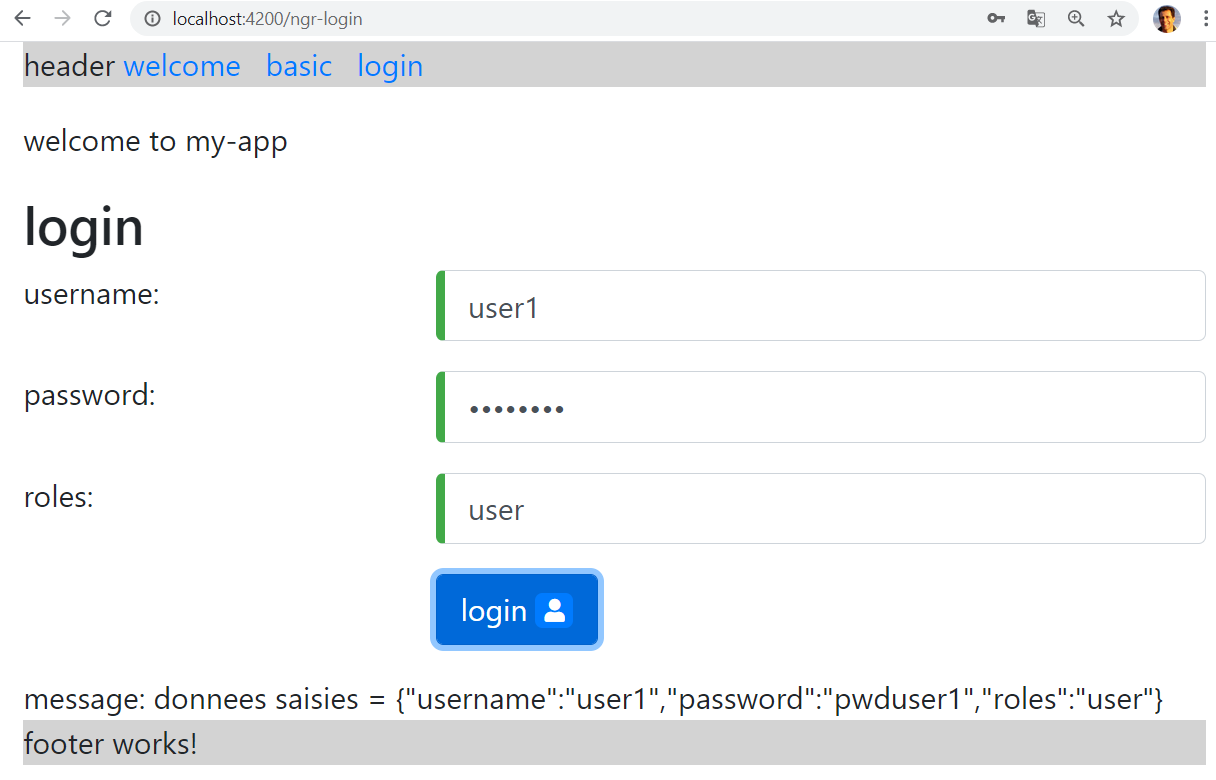 localhost:4200/ngr-login
header welcome basic login
welcome to my-app
login
username: user1
password: ••••••••
roles: user
login
message: donnees saisies = {"username":"user1","password":"pwduser1","roles":"user"}
footer works!